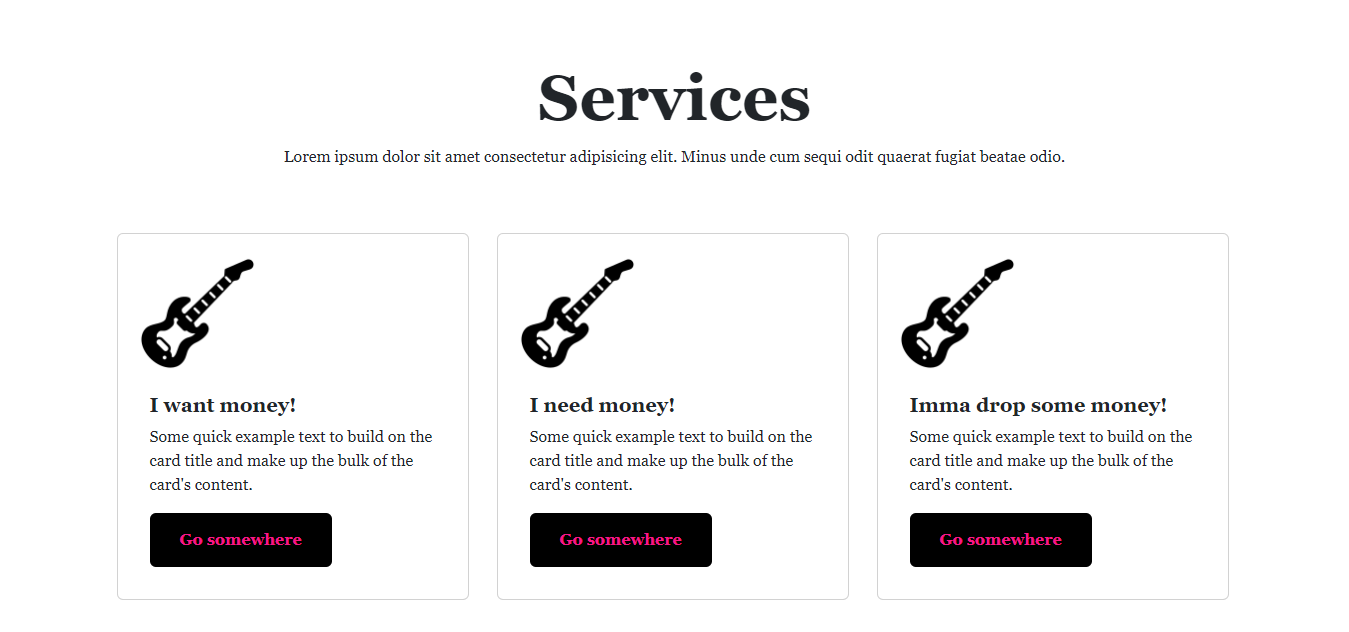 Services
Lorem ipsum dolor sit amet consectetur adipisicing elit. Minus unde cum sequi odit quaerat fugiat beatae odio.
I want money!
Some quick example text to build on the
card title and make up the bulk of the
card's content.
Go somewhere
I need money!
Some quick example text to build on the
card title and make up the bulk of the
card's content.
Go somewhere
Imma drop some money!
Some quick example text to build on the
card title and make up the bulk of the
card's content.
Go somewhere